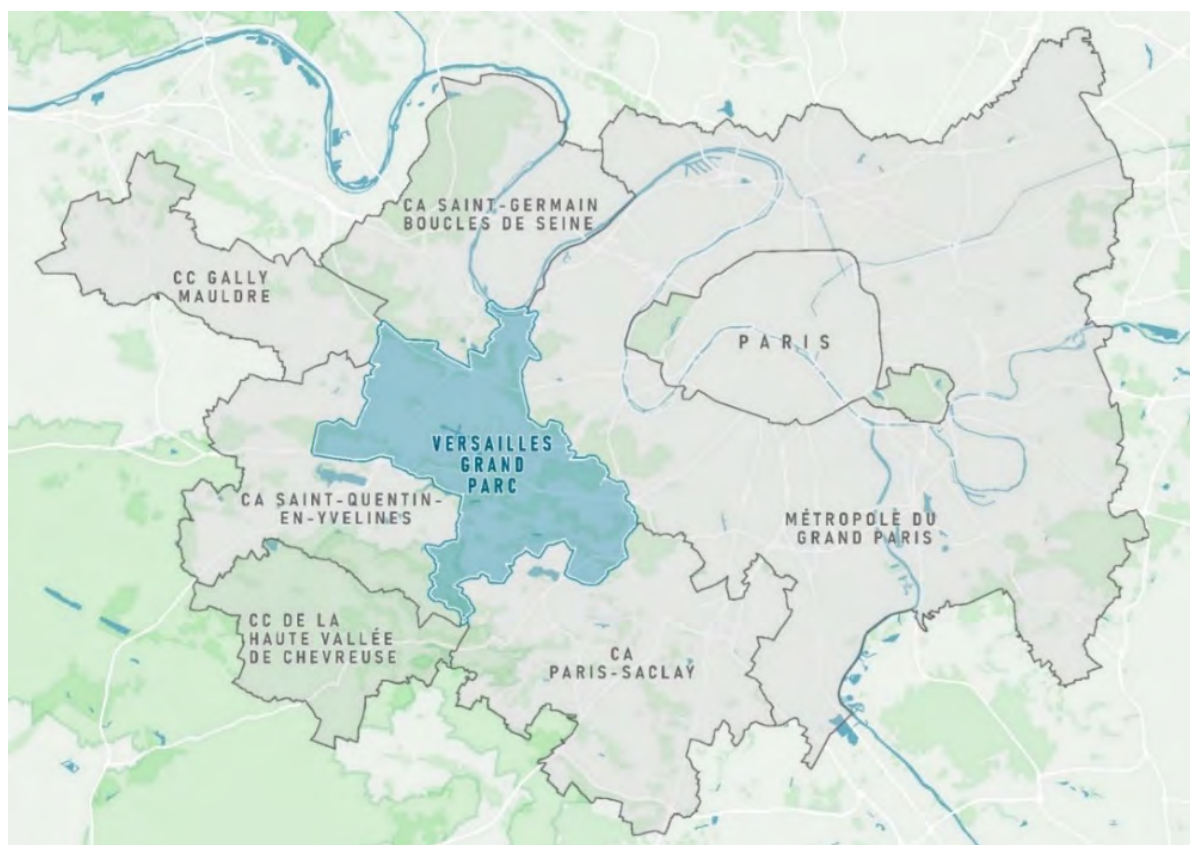 CA SAINT-GERMAIN
BOUCLES DE SEINE
CC GALLY
MAULDRE
PARIS
VERSAILLES
GRAND
PARC
CA SAINT-QUENTIN-
EN-YVELINES
MÉTROPOLE DU
GRAND PARIS
CC DE LA
HAUTE VALLÉE
DE CHEVREUSE
CA
PARIS-SACLAY